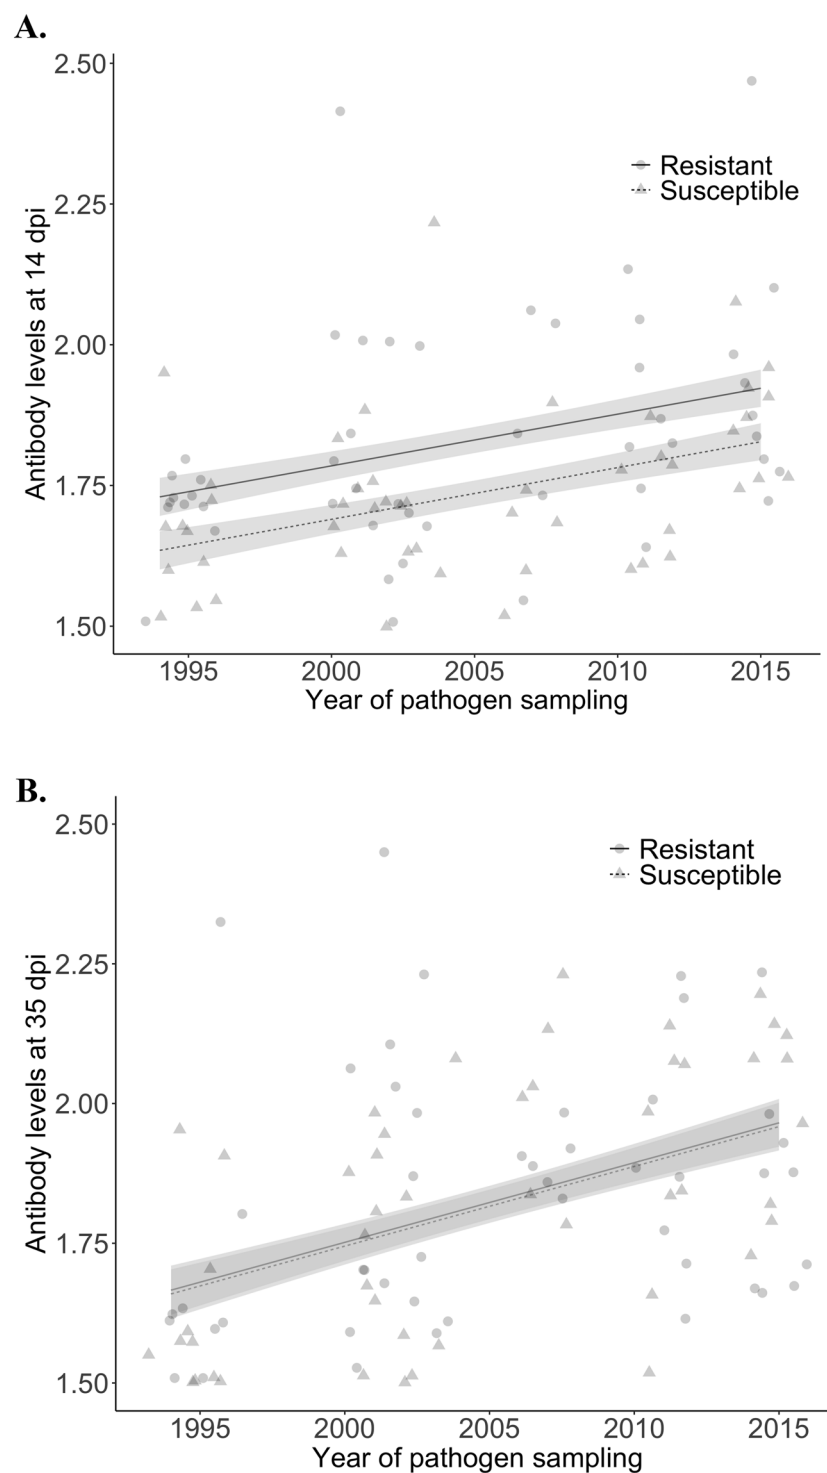 A.
2.50
2.25
2.00
1.75
1.50
Antibody levels at 14 dpi
Resistant
Susceptible
1995 2000 2005 2010 2015
Year of pathogen sampling
B.
2.50
2.25
2.00
1.75
1.50
Antibody levels at 35 dpi
Resistant
Susceptible
1995 2000 2005 2010 2015
Year of pathogen sampling